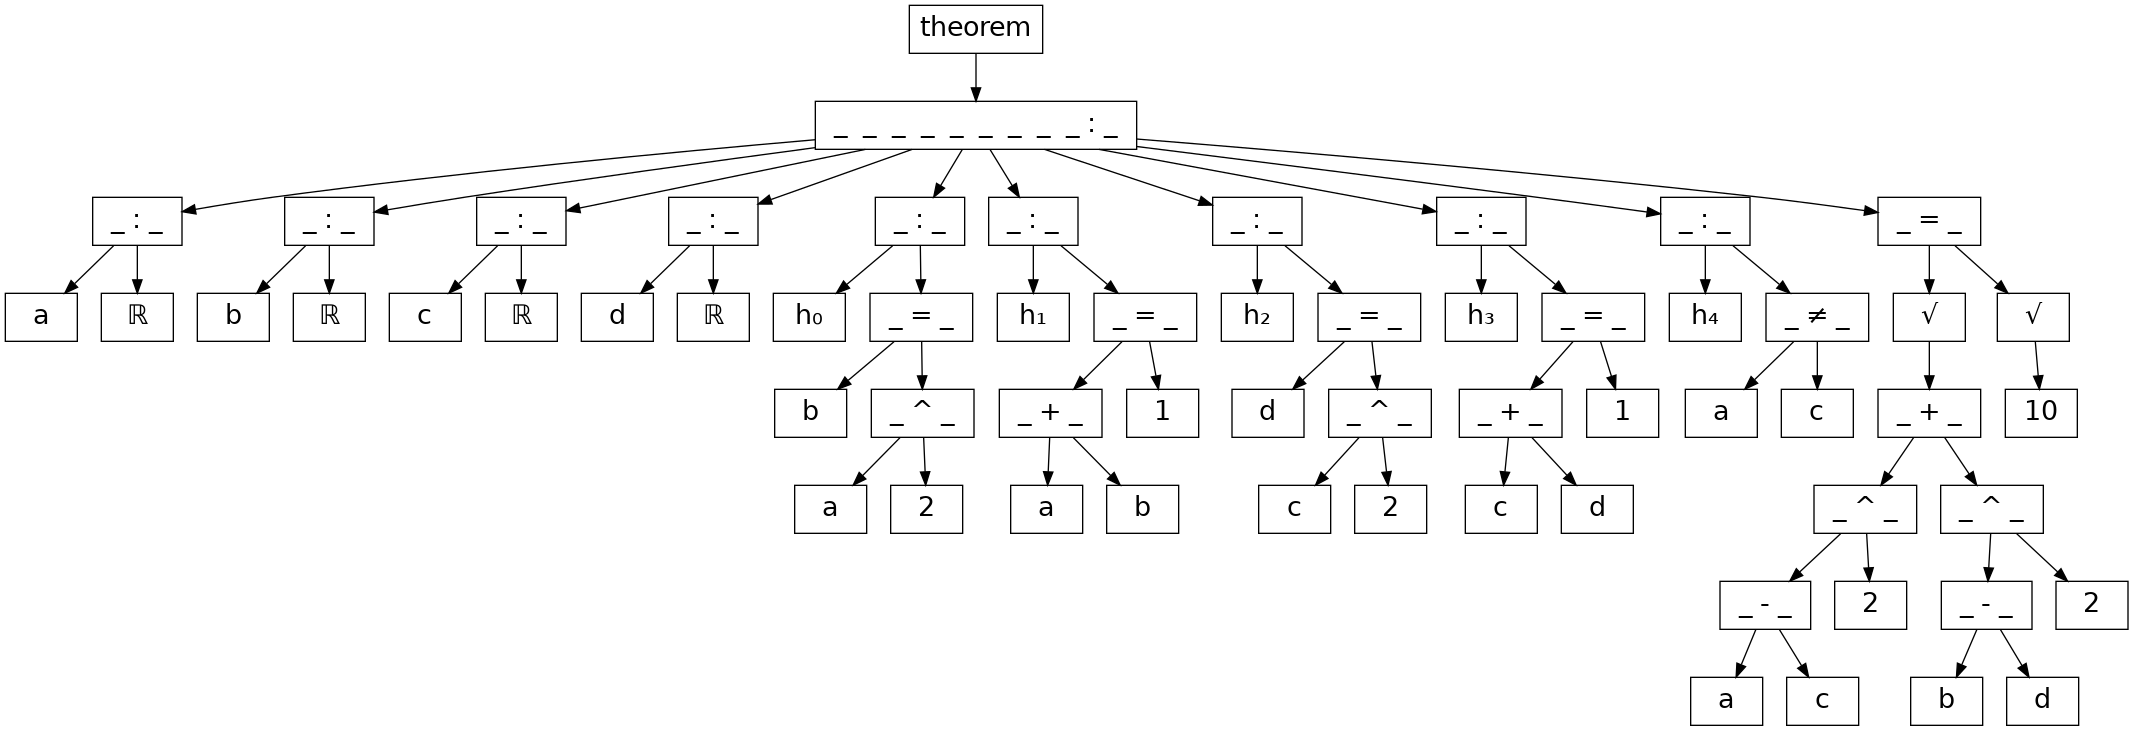 theorem
_ _ _ _ _ _ _ _ _ : _
_ : _ _ : _ _ : _ _ : _ _ : _ _ : _ _ : _ _ : _ _ : _ _ = _
a ℝ b ℝ c ℝ d ℝ h₀ _ = _ h₁ _ = _ h₂ _ = _ h₃ _ = _ h₄ _ ≠ _ √ √
b _ ^ _ _ + _ 1 d _ ^ _ _ + _ 1 a c _ + _ 10
a 2 a b c 2 c d _ ^ _ _ ^ _
_ - _ 2 _ - _ 2
a c b d